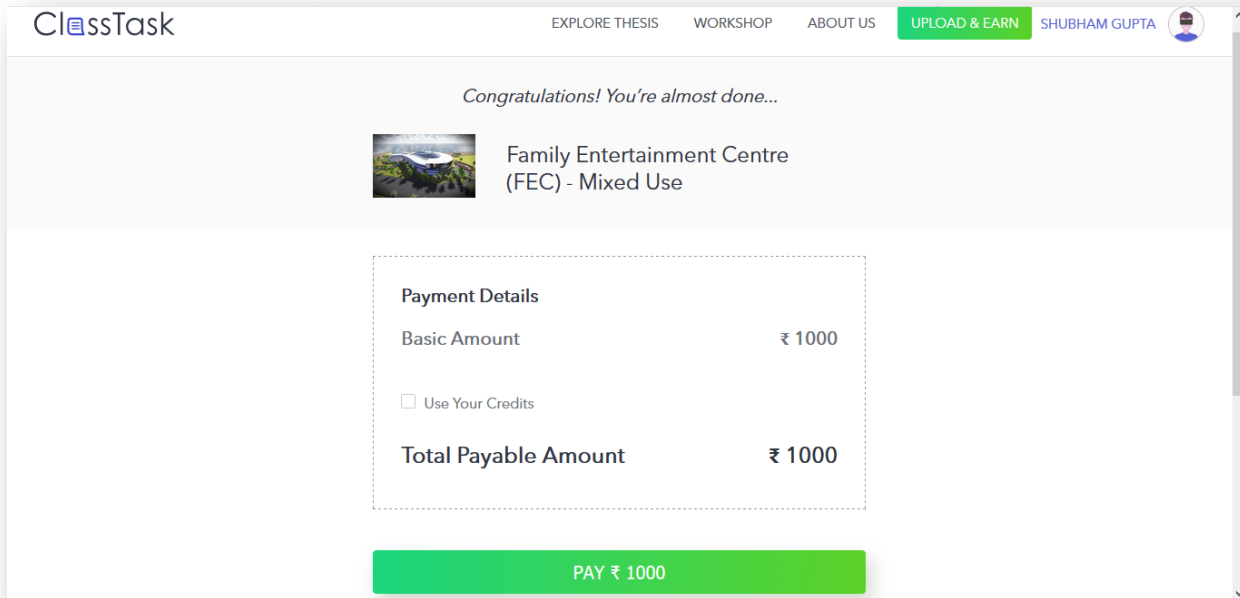 ClassTask
EXPLORE THESIS
WORKSHOP
ABOUT US
UPLOAD & EARN
SHUBHAM GUPTA
Congratulations! You're almost done...
Family Entertainment Centre
(FEC) - Mixed Use
Payment Details
Basic Amount ₹ 1000
Use Your Credits
Total Payable Amount ₹ 1000
PAY ₹ 1000